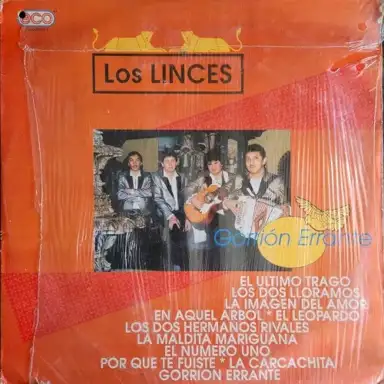 eco
Los LINCES
Gorrión Errante
EL ULTIMO TRAGO
LOS DOS LLORAMOS
LA IMAGEN DEL AMOR
EN AQUEL ARBOL * EL LEOPARDO
LOS DOS HERMANOS RIVALES
LA MALDITA MARIGUANA
EL NUMERO UNO
POR QUE TE FUISTE * LA CARCACHITA
GORRION ERRANTE